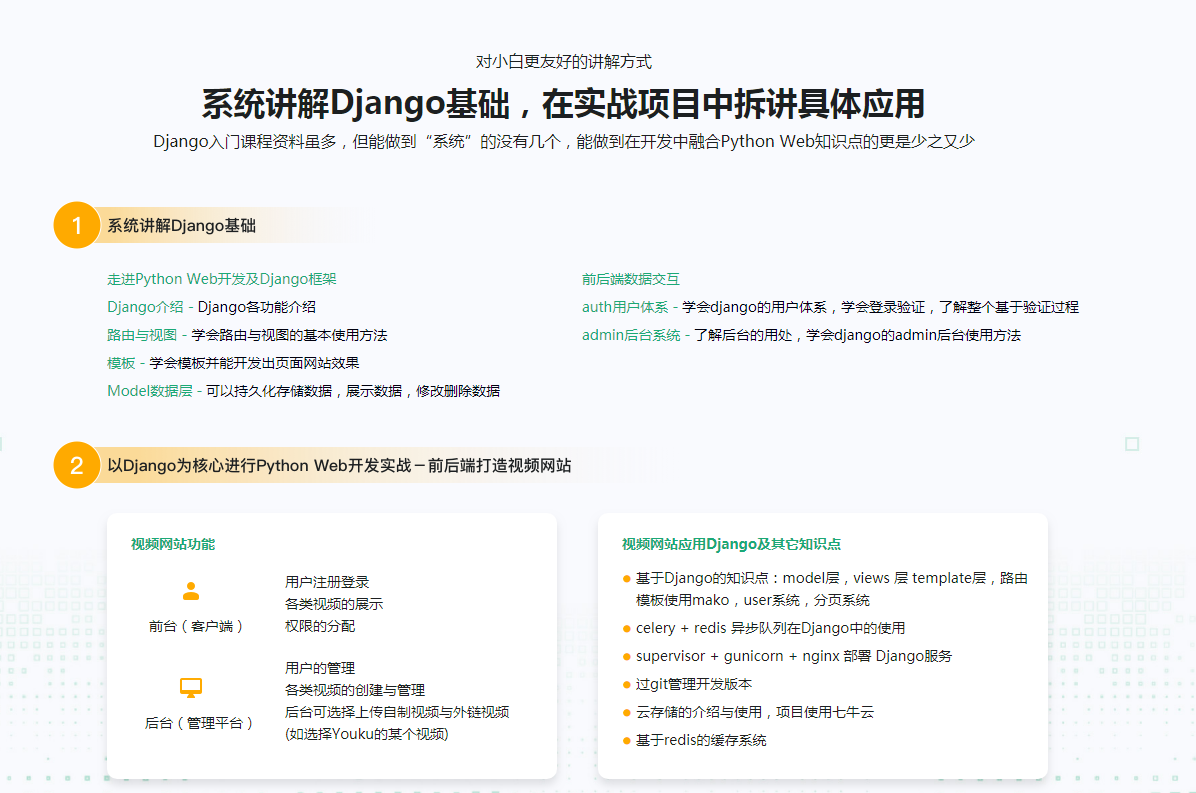 对小白更友好的讲解方式
系统讲解Django基础，在实战项目中拆讲具体应用
Django入门课程资料虽多，但能做到“系统”的没有几个，能做到在开发中融合Python Web知识点的更是少之又少
1 系统讲解Django基础
走进Python Web开发及Django框架
Django介绍 - Django各功能介绍
路由与视图 - 学会路由与视图的基本使用方法
模板 - 学会模板并能开发出页面网站效果
Model数据层 - 可以持久化存储数据，展示数据，修改删除数据
前后端数据交互
auth用户体系 - 学会django的用户体系，学会登录验证，了解整个基于验证过程
admin后台系统 - 了解后台的用处，学会django的admin后台使用方法
2 以Django为核心进行Python Web开发实战－前后端打造视频网站
视频网站功能
前台（客户端）
用户注册登录
各类视频的展示
权限的分配
后台（管理平台）
用户的管理
各类视频的创建与管理
后台可选择上传自制视频与外链视频
(如选择Youku的某个视频)
视频网站应用Django及其它知识点
基于Django的知识点：model层，views 层 template层，路由
模板使用mako，user系统，分页系统
celery + redis 异步队列在Django中的使用
supervisor + gunicorn + nginx 部署 Django服务
过git管理开发版本
云存储的介绍与使用，项目使用七牛云
基于redis的缓存系统